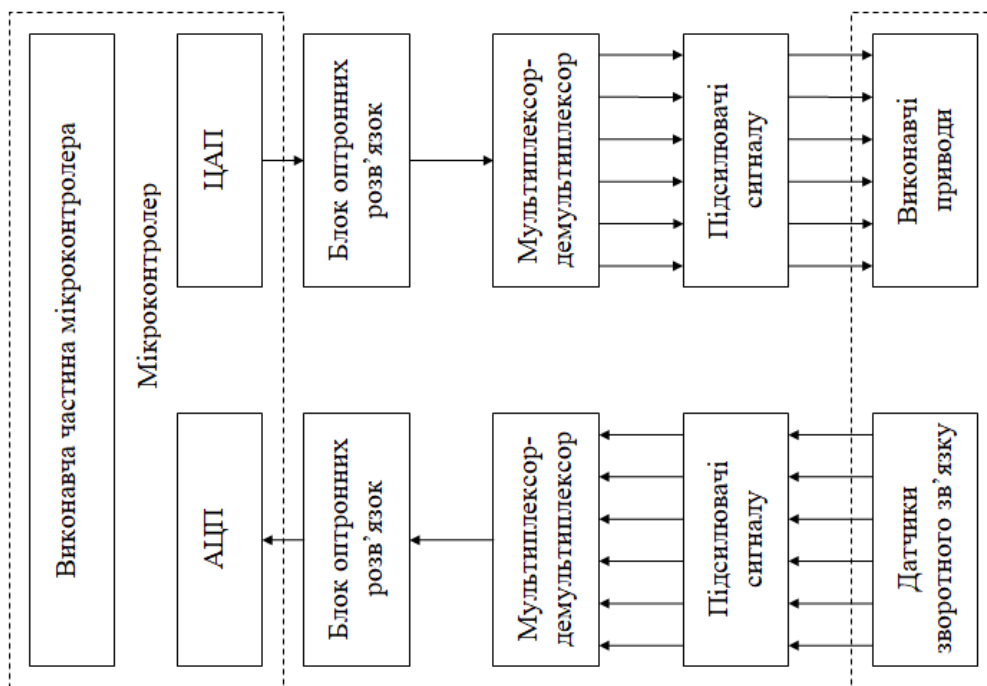 Виконавча частина мікроконтролера
Мікроконтролер
ЦАП
Блок оптронних
розв’язок
Мультиплексор-
демультиплексор
Підсилювачі
сигналу
Виконавчі
приводи
АЦП
Блок оптронних
розв’язок
Мультиплексор-
демультиплексор
Підсилювачі
сигналу
Датчики
зворотного зв’язку